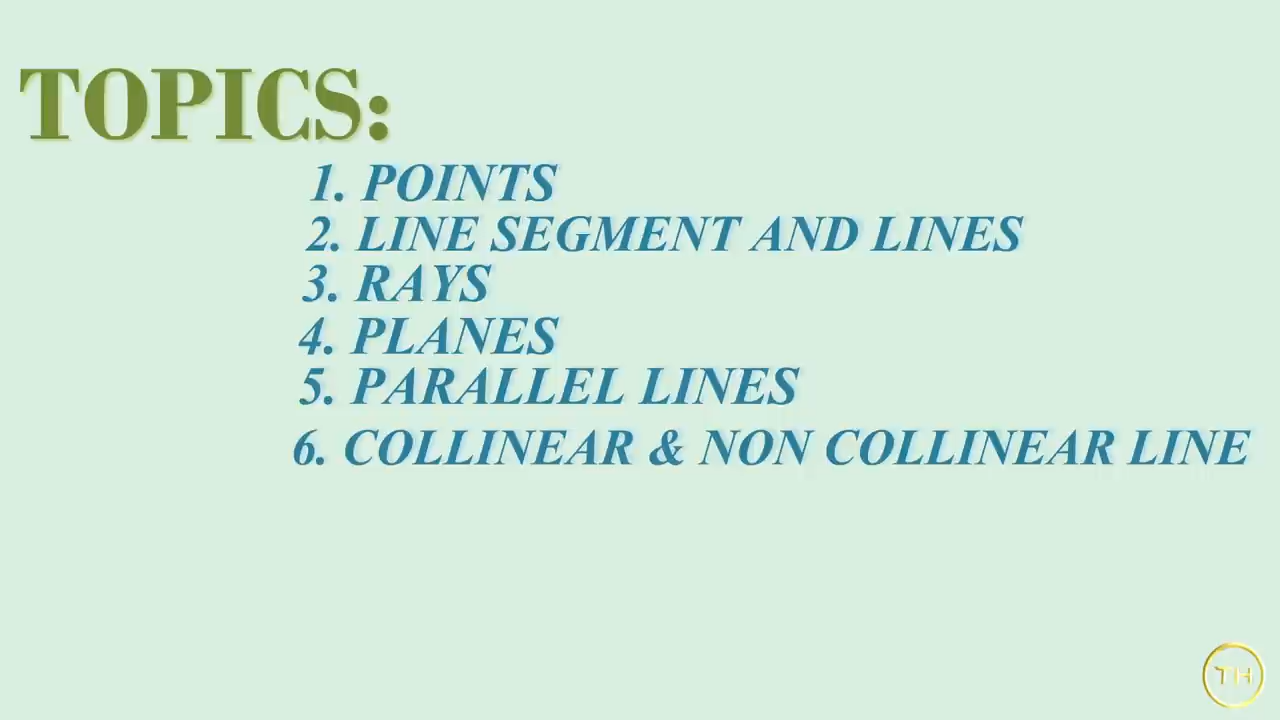 TOPICS:
1. POINTS
2. LINE SEGMENT AND LINES
3. RAYS
4. PLANES
5. PARALLEL LINES
6. COLLINEAR & NON COLLINEAR LINE
TH